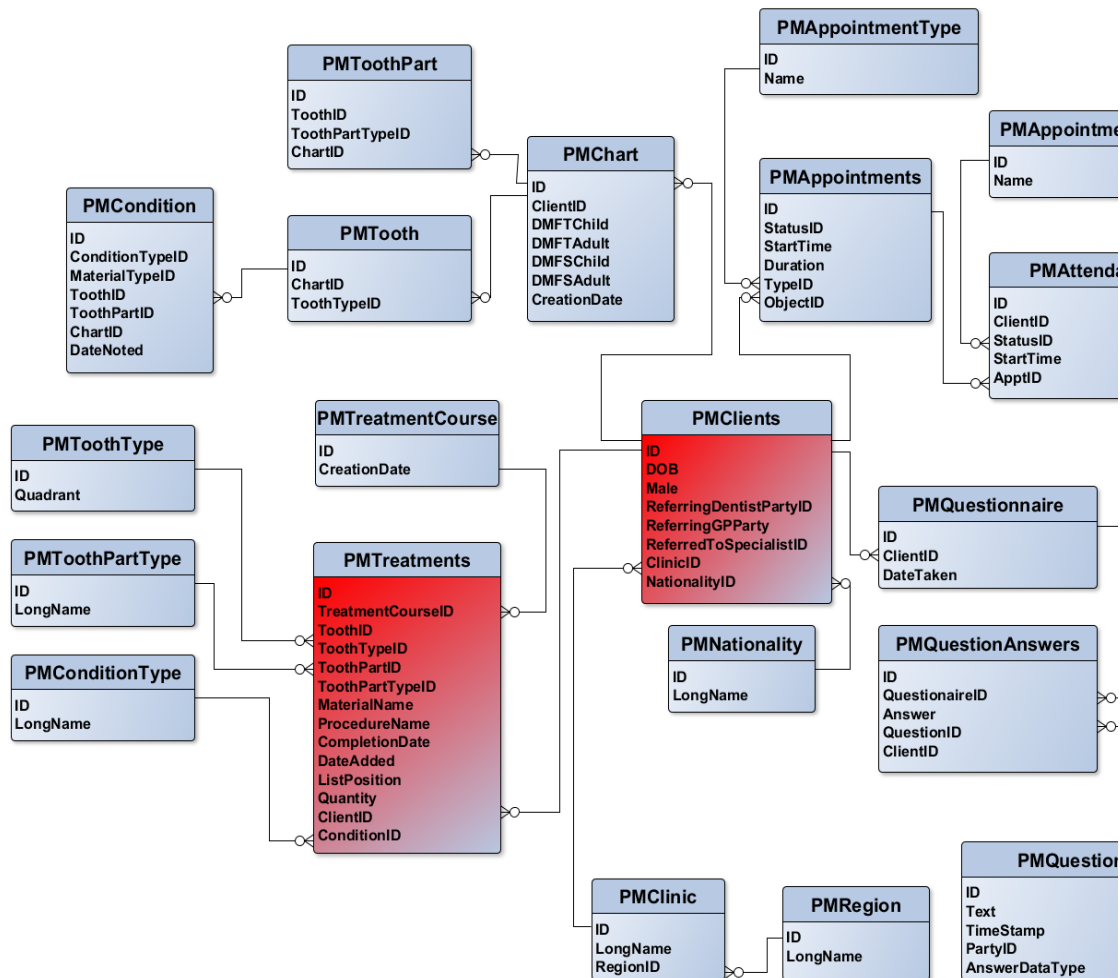 PMAppointmentType
ID
Name
PMToothPart
ID
ToothID
ToothPartTypeID
ChartID
PMChart
ID
ClientID
DMFTChild
DMFTAdult
DMFSChild
DMFSAdult
CreationDate
PMAppointme
ID
Name
PMAppointments
ID
StatusID
StartTime
Duration
TypeID
ObjectID
PMCondition
ID
ConditionTypeID
MaterialTypeID
ToothID
ToothPartID
ChartID
DateNoted
PMTooth
ID
ChartID
ToothTypeID
PMAttenda
ID
ClientID
StatusID
StartTime
ApptID
PMTreatmentCourse
ID
CreationDate
PMClients
ID
DOB
Male
ReferringDentistPartyID
ReferringGPParty
ReferredToSpecialistID
ClinicID
NationalityID
PMToothType
ID
Quadrant
PMQuestionnaire
ID
ClientID
DateTaken
PMToothPartType
ID
LongName
PMTreatments
ID
TreatmentCourseID
ToothID
ToothTypeID
ToothPartID
ToothPartTypeID
MaterialName
ProcedureName
CompletionDate
DateAdded
ListPosition
Quantity
ClientID
ConditionID
PMNationality
ID
LongName
PMQuestionAnswers
ID
QuestionaireID
Answer
QuestionID
ClientID
PMConditionType
ID
LongName
PMClinic
ID
LongName
RegionID
PMRegion
ID
LongName
PMQuestion
ID
Text
TimeStamp
PartyID
AnswerDataType